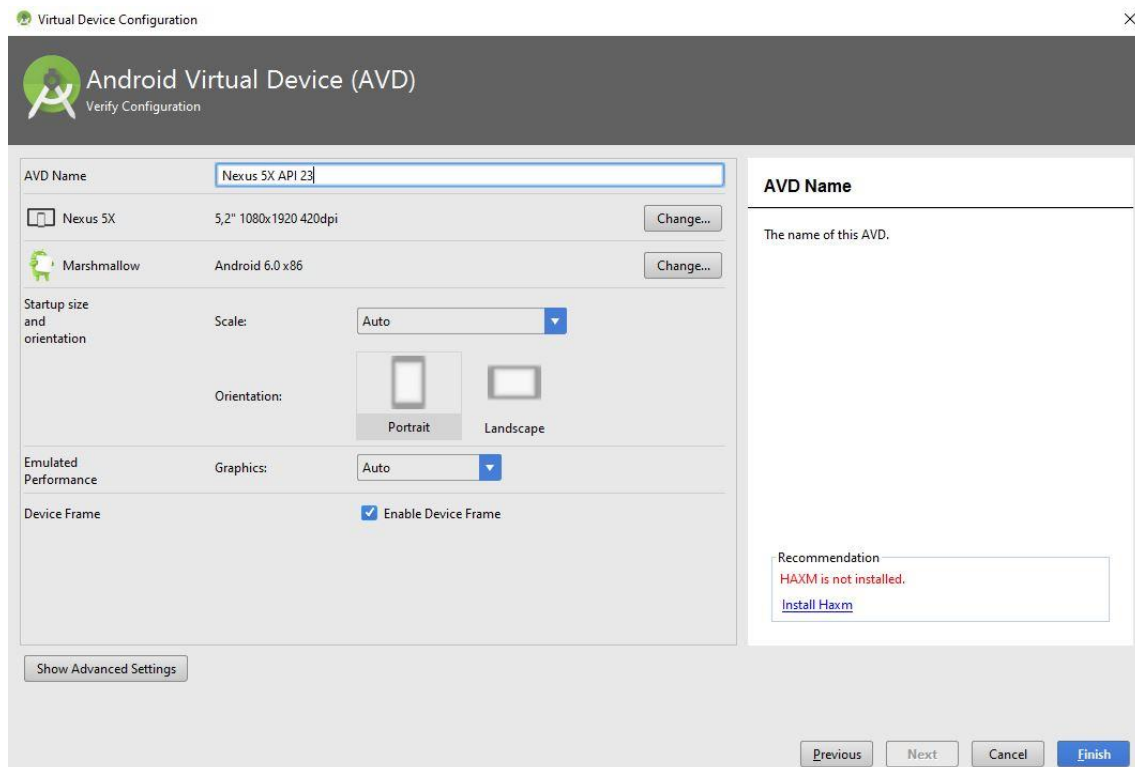 Virtual Device Configuration
Android Virtual Device (AVD)
Verify Configuration
AVD Name
Nexus 5X API 23
Nexus 5X
5,2" 1080x1920 420dpi
Change...
Marshmallow
Android 6.0 x86
Change...
Startup size
and
orientation
Scale:
Auto
Orientation:
Portrait
Landscape
Emulated
Performance
Graphics:
Auto
Device Frame
Enable Device Frame
Show Advanced Settings
AVD Name
The name of this AVD.
Recommendation
HAXM is not installed.
Install Haxm
Previous
Next
Cancel
Finish